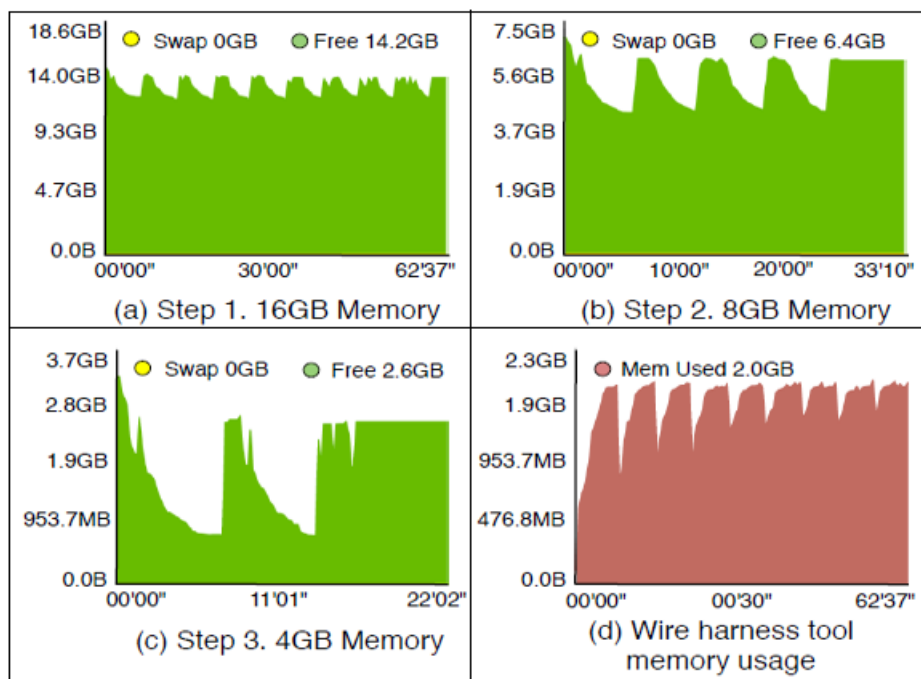 18.6GB
Swap 0GB Free 14.2GB
14.0GB
9.3GB
4.7GB
0.0B
00'00" 30'00" 62'37"
(a) Step 1. 16GB Memory
7.5GB
Swap 0GB Free 6.4GB
5.6GB
3.7GB
1.9GB
0.0B
00'00" 10'00" 20'00" 33'10"
(b) Step 2. 8GB Memory
3.7GB
Swap 0GB Free 2.6GB
2.8GB
1.9GB
953.7MB
0.0B
00'00" 11'01" 22'02"
(c) Step 3. 4GB Memory
2.3GB
Mem Used 2.0GB
1.9GB
953.7MB
476.8MB
0.0B
00'00" 00'30" 62'37"
(d) Wire harness tool
memory usage